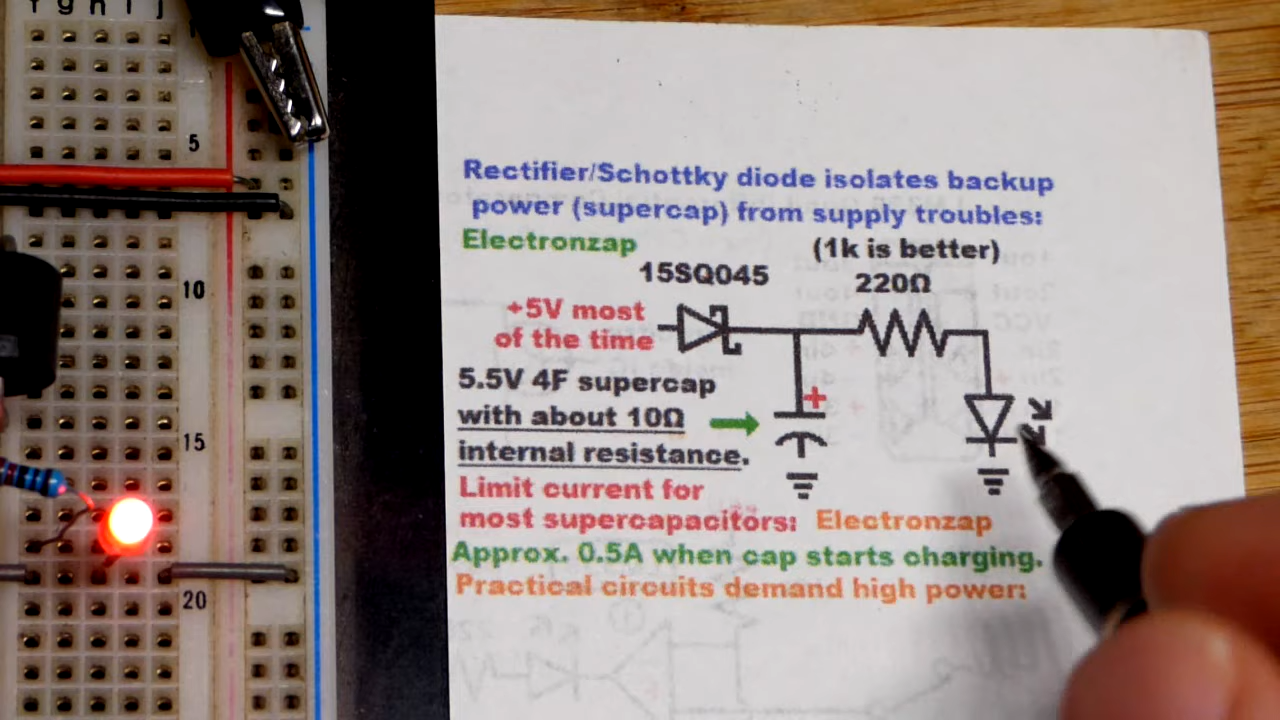 f g h i j
5
10
15
20
Rectifier/Schottky diode isolates backup
power (supercap) from supply troubles:
Electronzap
(1k is better)
15SQ045
220Ω
+5V most
of the time
5.5V 4F supercap
with about 10Ω
internal resistance.
+
Limit current for
most supercapacitors: Electronzap
Approx. 0.5A when cap starts charging.
Practical circuits demand high power: